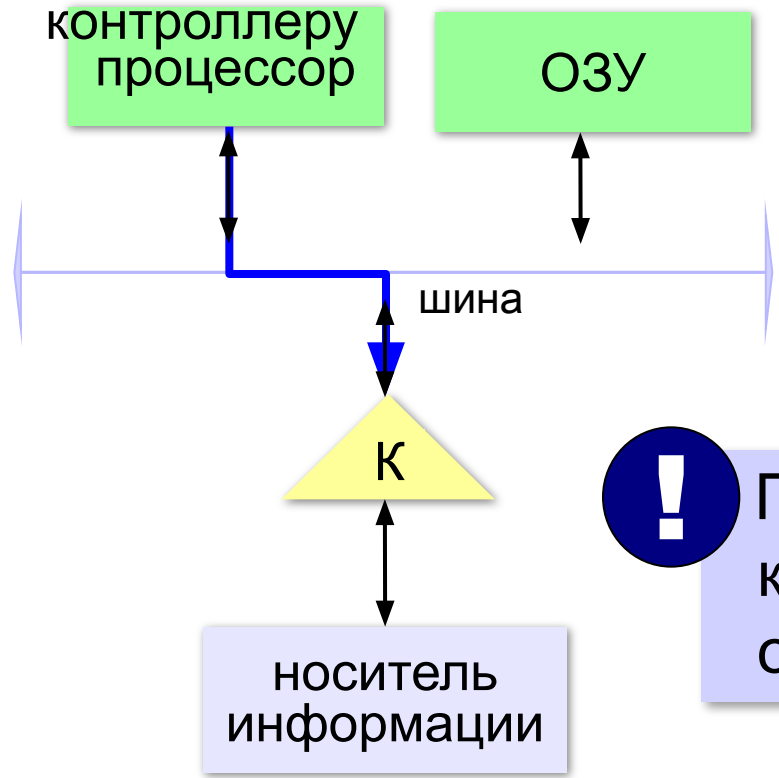 контроллеру
процессор
ОЗУ
шина
К
!
носитель
информации